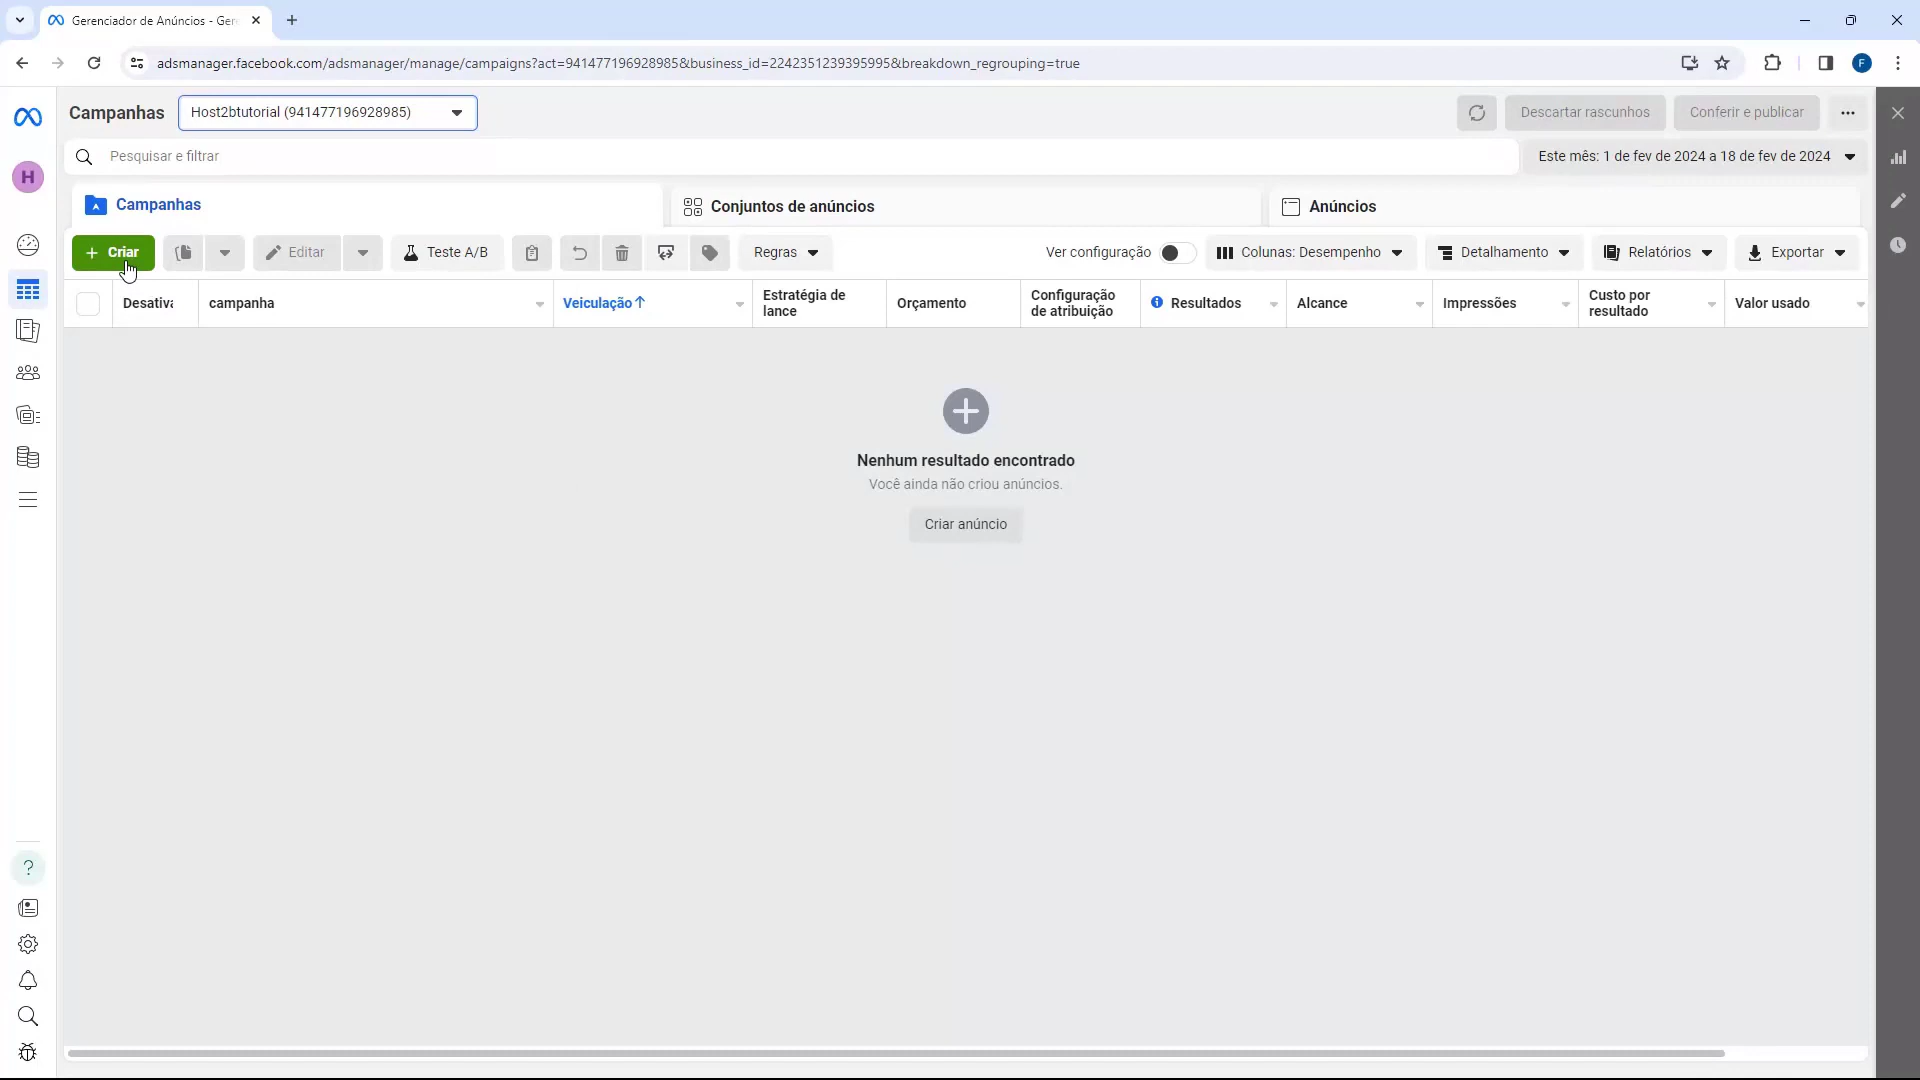 Gerenciador de Anúncios - Ger
adsmanager.facebook.com/adsmanager/manage/campaigns?act=941477196928985&business_id=2242351239395995&breakdown_regrouping=true
F
Campanhas
Host2btutorial (941477196928985)
Descartar rascunhos
Conferir e publicar
H
Pesquisar e filtrar
Este mês: 1 de fev de 2024 a 18 de fev de 2024
Campanhas
Conjuntos de anúncios
Anúncios
+ Criar
Editar
Teste A/B
Regras
Ver configuração
Colunas: Desempenho
Detalhamento
Relatórios
Exportar
Desativa
campanha
Veiculação↑
Estratégia de
lance
Orçamento
Configuração
de atribuição
Resultados
Alcance
Impressões
Custo por
resultado
Valor usado
Nenhum resultado encontrado
Você ainda não criou anúncios.
Criar anúncio
?